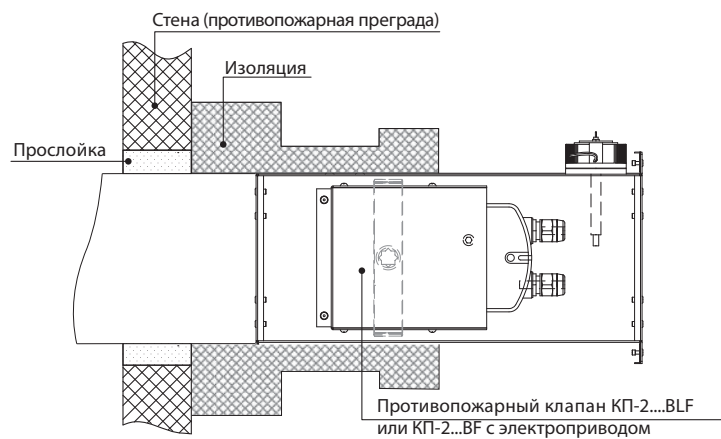 Стена (противопожарная преграда)
Изоляция
Прослойка
Противопожарный клапан КП-2....BLF
или КП-2...BF с электроприводом